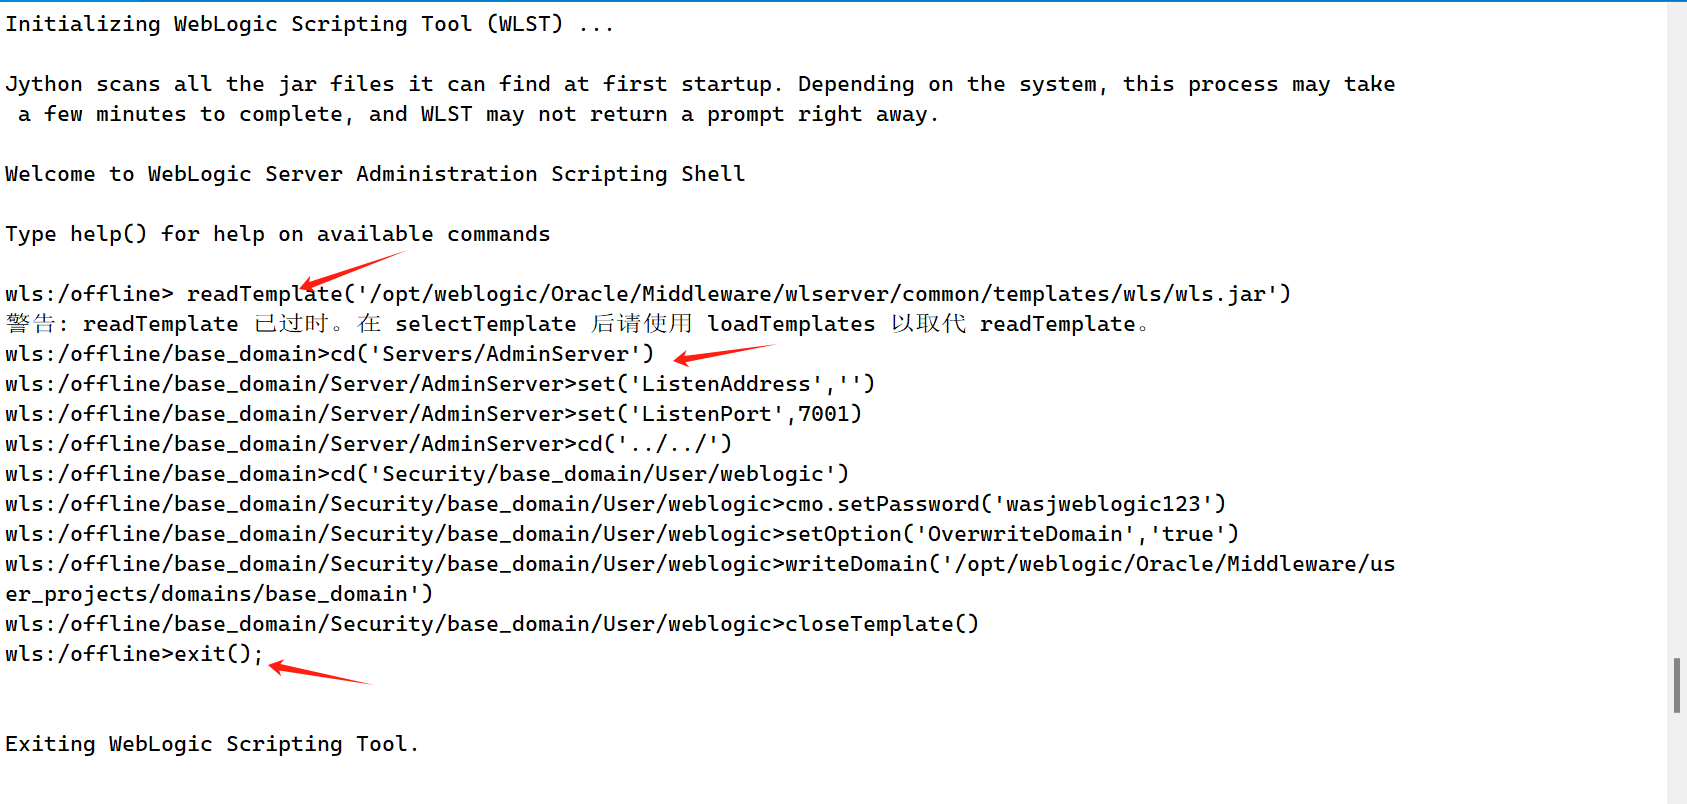 Initializing WebLogic Scripting Tool (WLST) ...
Jython scans all the jar files it can find at first startup. Depending on the system, this process may take
a few minutes to complete, and WLST may not return a prompt right away.
Welcome to WebLogic Server Administration Scripting Shell
Type help() for help on available commands
wls:/offline> readTemplate('/opt/weblogic/Oracle/Middleware/wlserver/common/templates/wls/wls.jar')
警告: readTemplate 已过时。在 selectTemplate 后请使用 loadTemplates 以取代 readTemplate。
wls:/offline/base_domain>cd('Servers/AdminServer')
wls:/offline/base_domain/Server/AdminServer>set('ListenAddress','')
wls:/offline/base_domain/Server/AdminServer>set('ListenPort',7001)
wls:/offline/base_domain/Server/AdminServer>cd('../../')
wls:/offline/base_domain>cd('Security/base_domain/User/weblogic')
wls:/offline/base_domain/Security/base_domain/User/weblogic>cmo.setPassword('wasjweblogic123')
wls:/offline/base_domain/Security/base_domain/User/weblogic>setOption('OverwriteDomain','true')
wls:/offline/base_domain/Security/base_domain/User/weblogic>writeDomain('/opt/weblogic/Oracle/Middleware/us
er_projects/domains/base_domain')
wls:/offline/base_domain/Security/base_domain/User/weblogic>closeTemplate()
wls:/offline>exit();
Exiting WebLogic Scripting Tool.